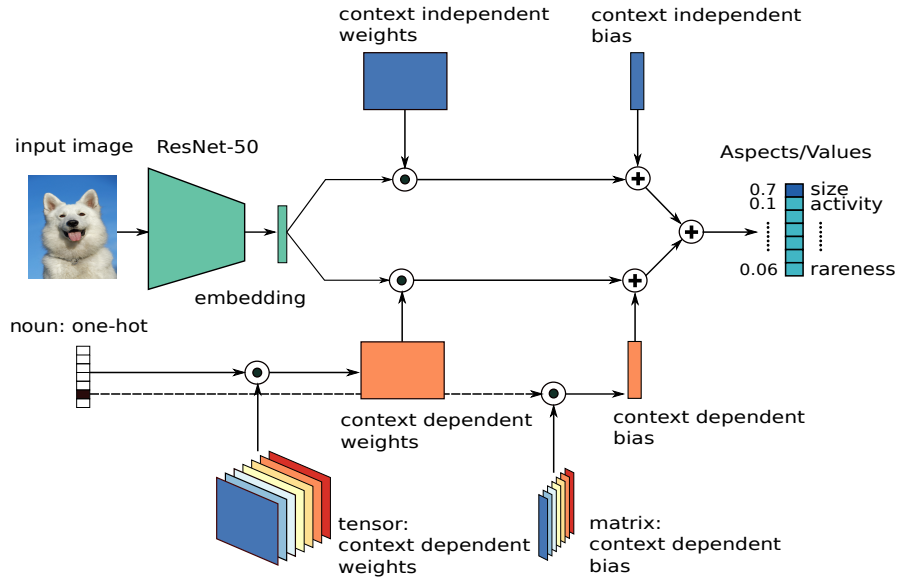 context independent
weights
context independent
bias
input image
ResNet-50
Aspects/Values
0.7
size
0.1
activity
0.06
rareness
embedding
noun: one-hot
context dependent
weights
context dependent
bias
tensor:
context dependent
weights
matrix:
context dependent
bias